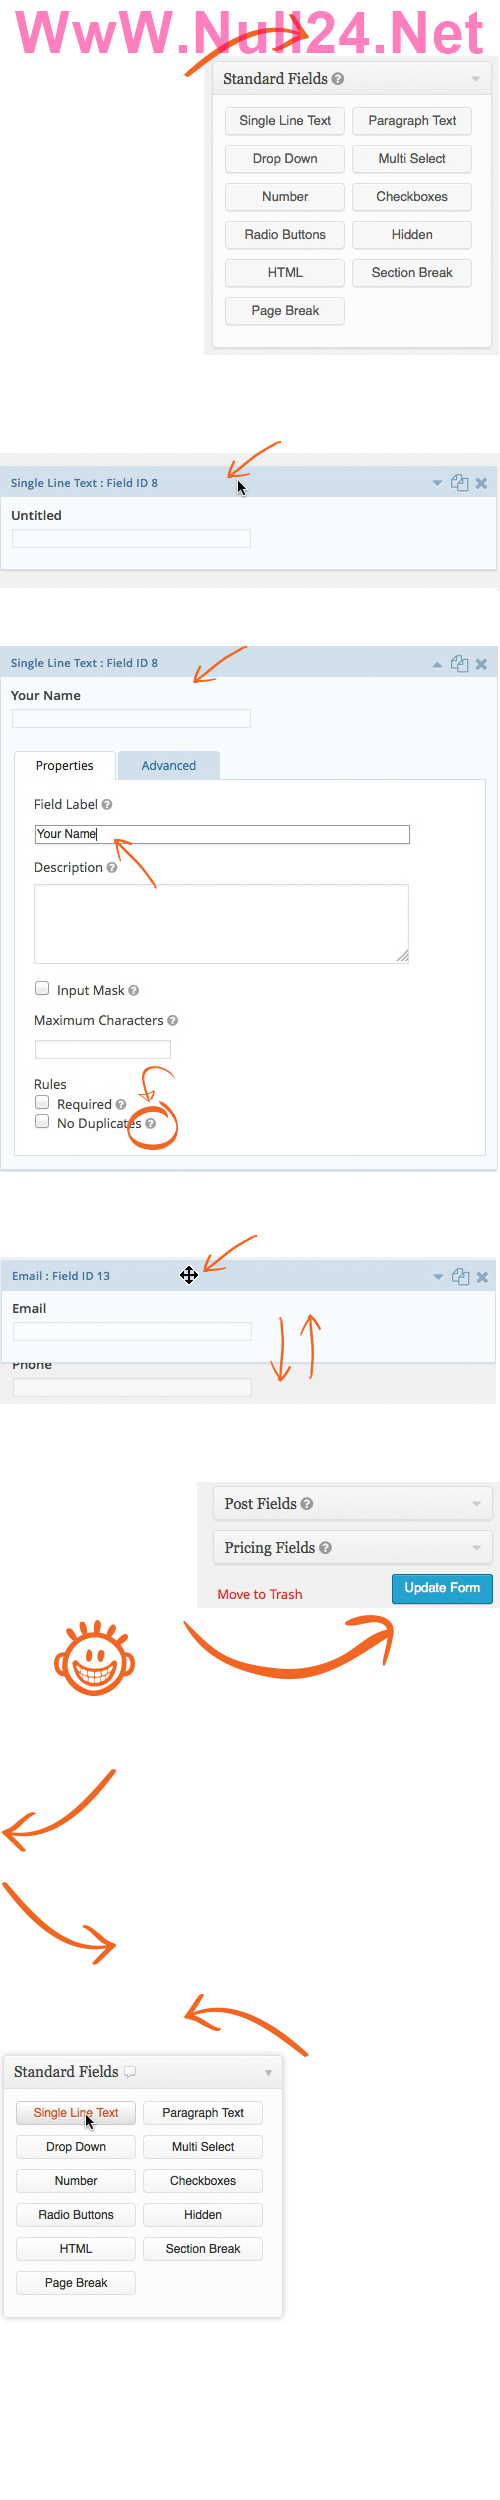 WwW.Null24.Net
Standard Fields ?
Single Line Text Paragraph Text
Drop Down Multi Select
Number Checkboxes
Radio Buttons Hidden
HTML Section Break
Page Break
Single Line Text : Field ID 8
Untitled
Single Line Text : Field ID 8
Your Name
Properties Advanced
Field Label ?
Your Name
Description ?
Input Mask ?
Maximum Characters ?
Rules
Required ?
No Duplicates ?
Email : Field ID 13
Email
Phone
Post Fields ?
Pricing Fields ?
Move to Trash Update Form
Standard Fields
Single Line Text Paragraph Text
Drop Down Multi Select
Number Checkboxes
Radio Buttons Hidden
HTML Section Break
Page Break